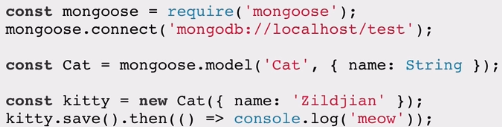 const mongoose = require('mongoose');
mongoose.connect('mongodb://localhost/test');
const Cat = mongoose.model('Cat', { name: String });
const kitty = new Cat({ name: 'Zildjian' });
kitty.save().then(() => console.log('meow'));